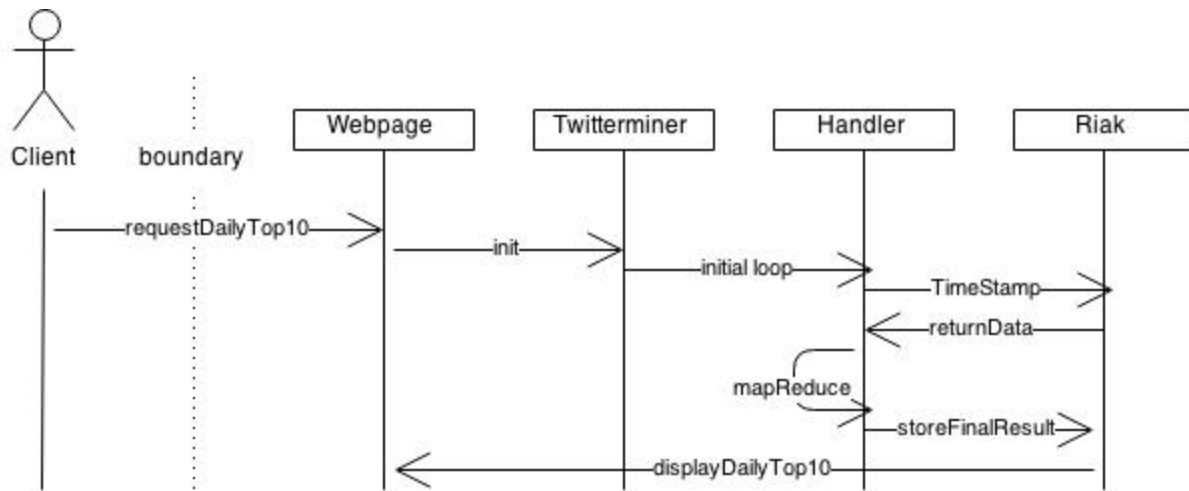 Webpage
Twitterminer
Handler
Riak
Client
boundary
requestDailyTop10
init
initial loop
TimeStamp
returnData
mapReduce
storeFinalResult
displayDailyTop10